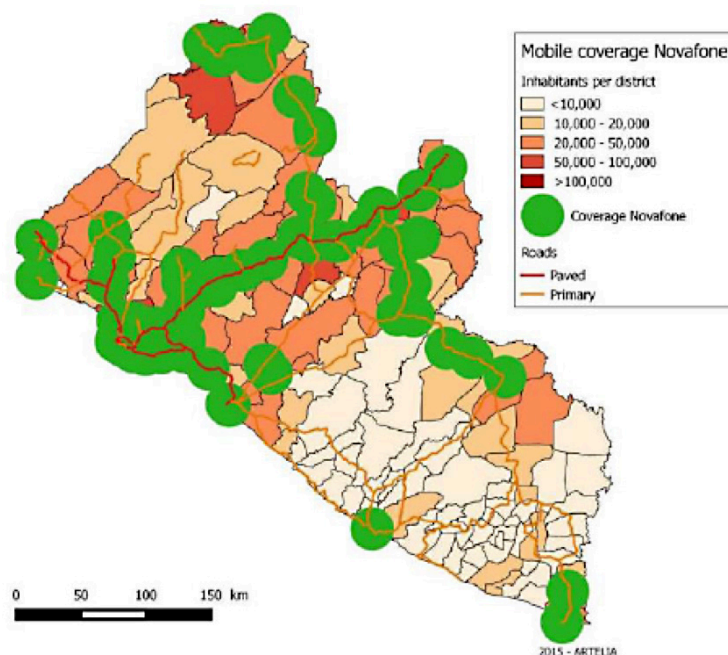 Mobile coverage Novafone
Inhabitants per district
<10,000
10,000 - 20,000
20,000 - 50,000
50,000 - 100,000
>100,000
Coverage Novafone
Roads
Paved
Primary
0 50 100 150 km
2015 - ARTELIA